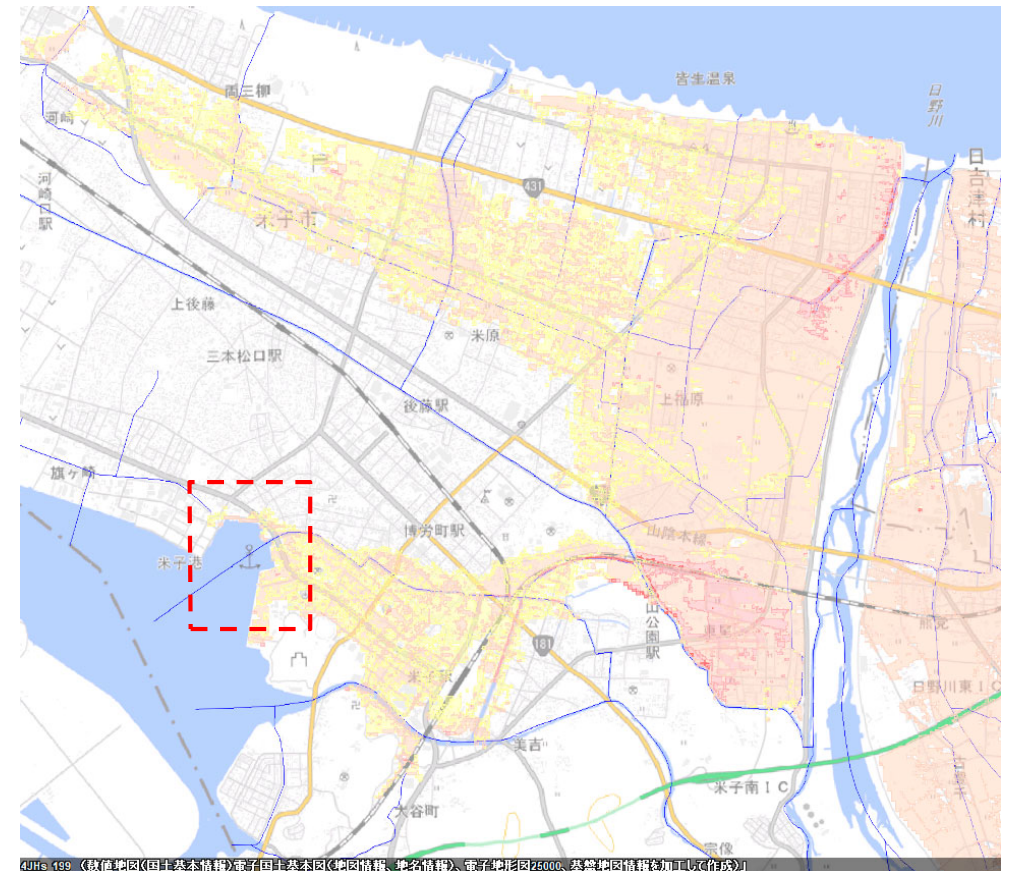 皆生温泉
日野川
両三柳
河崎
日吉津村
河崎口駅
431
米子市
上後藤
米原
三本松口駅
上福原
後藤駅
旗ヶ崎
博労町駅
山陰本線
米子港
山公園駅
181
米子駅
日野川東IC
美吉
米子南IC
大谷町
宗像
4JHs 199 (数値地図(国土基本情報)電子国土基本図(地図情報、地名情報)、電子地形図25000、基盤地図情報を加工して作成)」